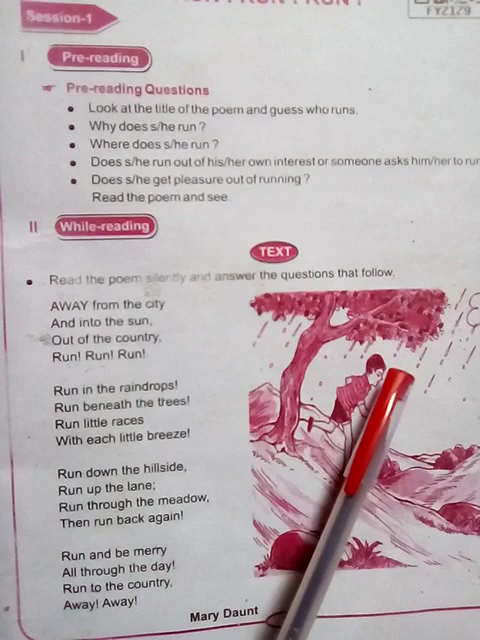 RUN ! RUN ! RUN !
FYZ1Z9
Session-1
I Pre-reading
Pre-reading Questions
• Look at the title of the poem and guess who runs.
• Why does s/he run ?
• Where does s/he run ?
• Does s/he run out of his/her own interest or someone asks him/her to run
• Does s/he get pleasure out of running ?
Read the poem and see.
II While-reading
TEXT
• Read the poem silently and answer the questions that follow.
AWAY from the city
And into the sun,
Out of the country,
Run! Run! Run!
Run in the raindrops!
Run beneath the trees!
Run little races
With each little breeze!
Run down the hillside,
Run up the lane;
Run through the meadow,
Then run back again!
Run and be merry
All through the day!
Run to the country,
Away! Away!
Mary Daunt